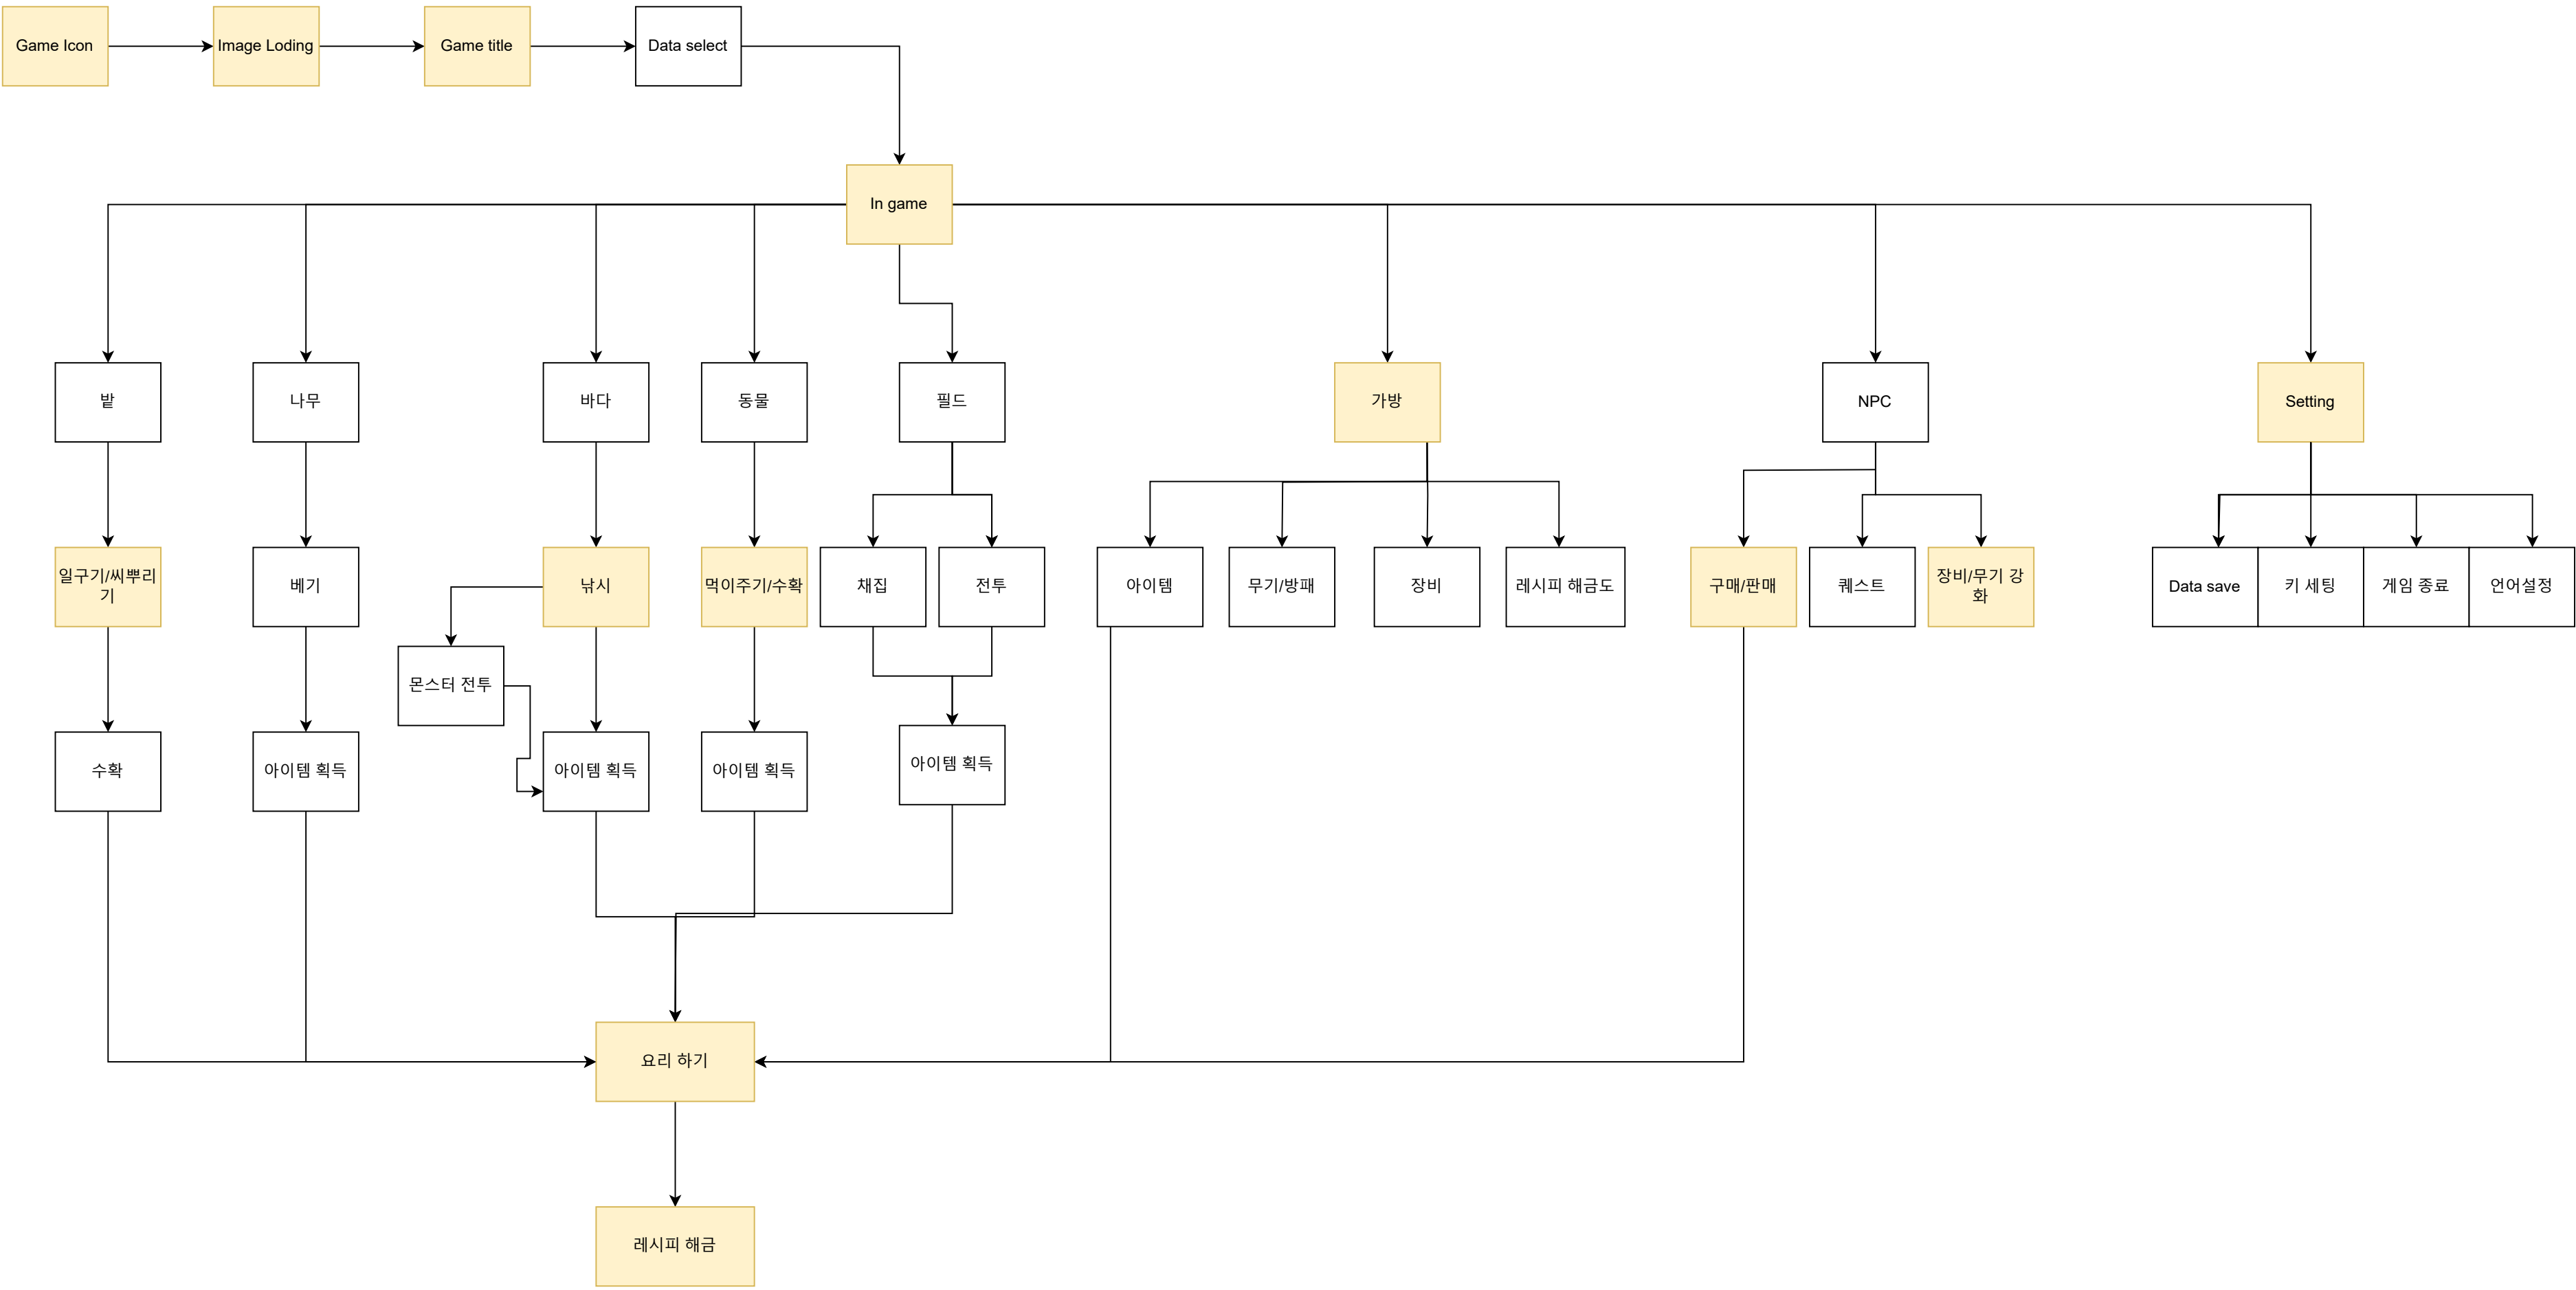 Game Icon
Image Loding
Game title
Data select
In game
밭
나무
바다
동물
필드
가방
NPC
Setting
일구기/씨뿌리
기
베기
낚시
먹이주기/수확
채집
전투
아이템
무기/방패
장비
레시피 해금도
구매/판매
퀘스트
장비/무기 강
화
Data save
키 세팅
게임 종료
언어설정
몬스터 전투
수확
아이템 획득
아이템 획득
아이템 획득
아이템 획득
요리 하기
레시피 해금